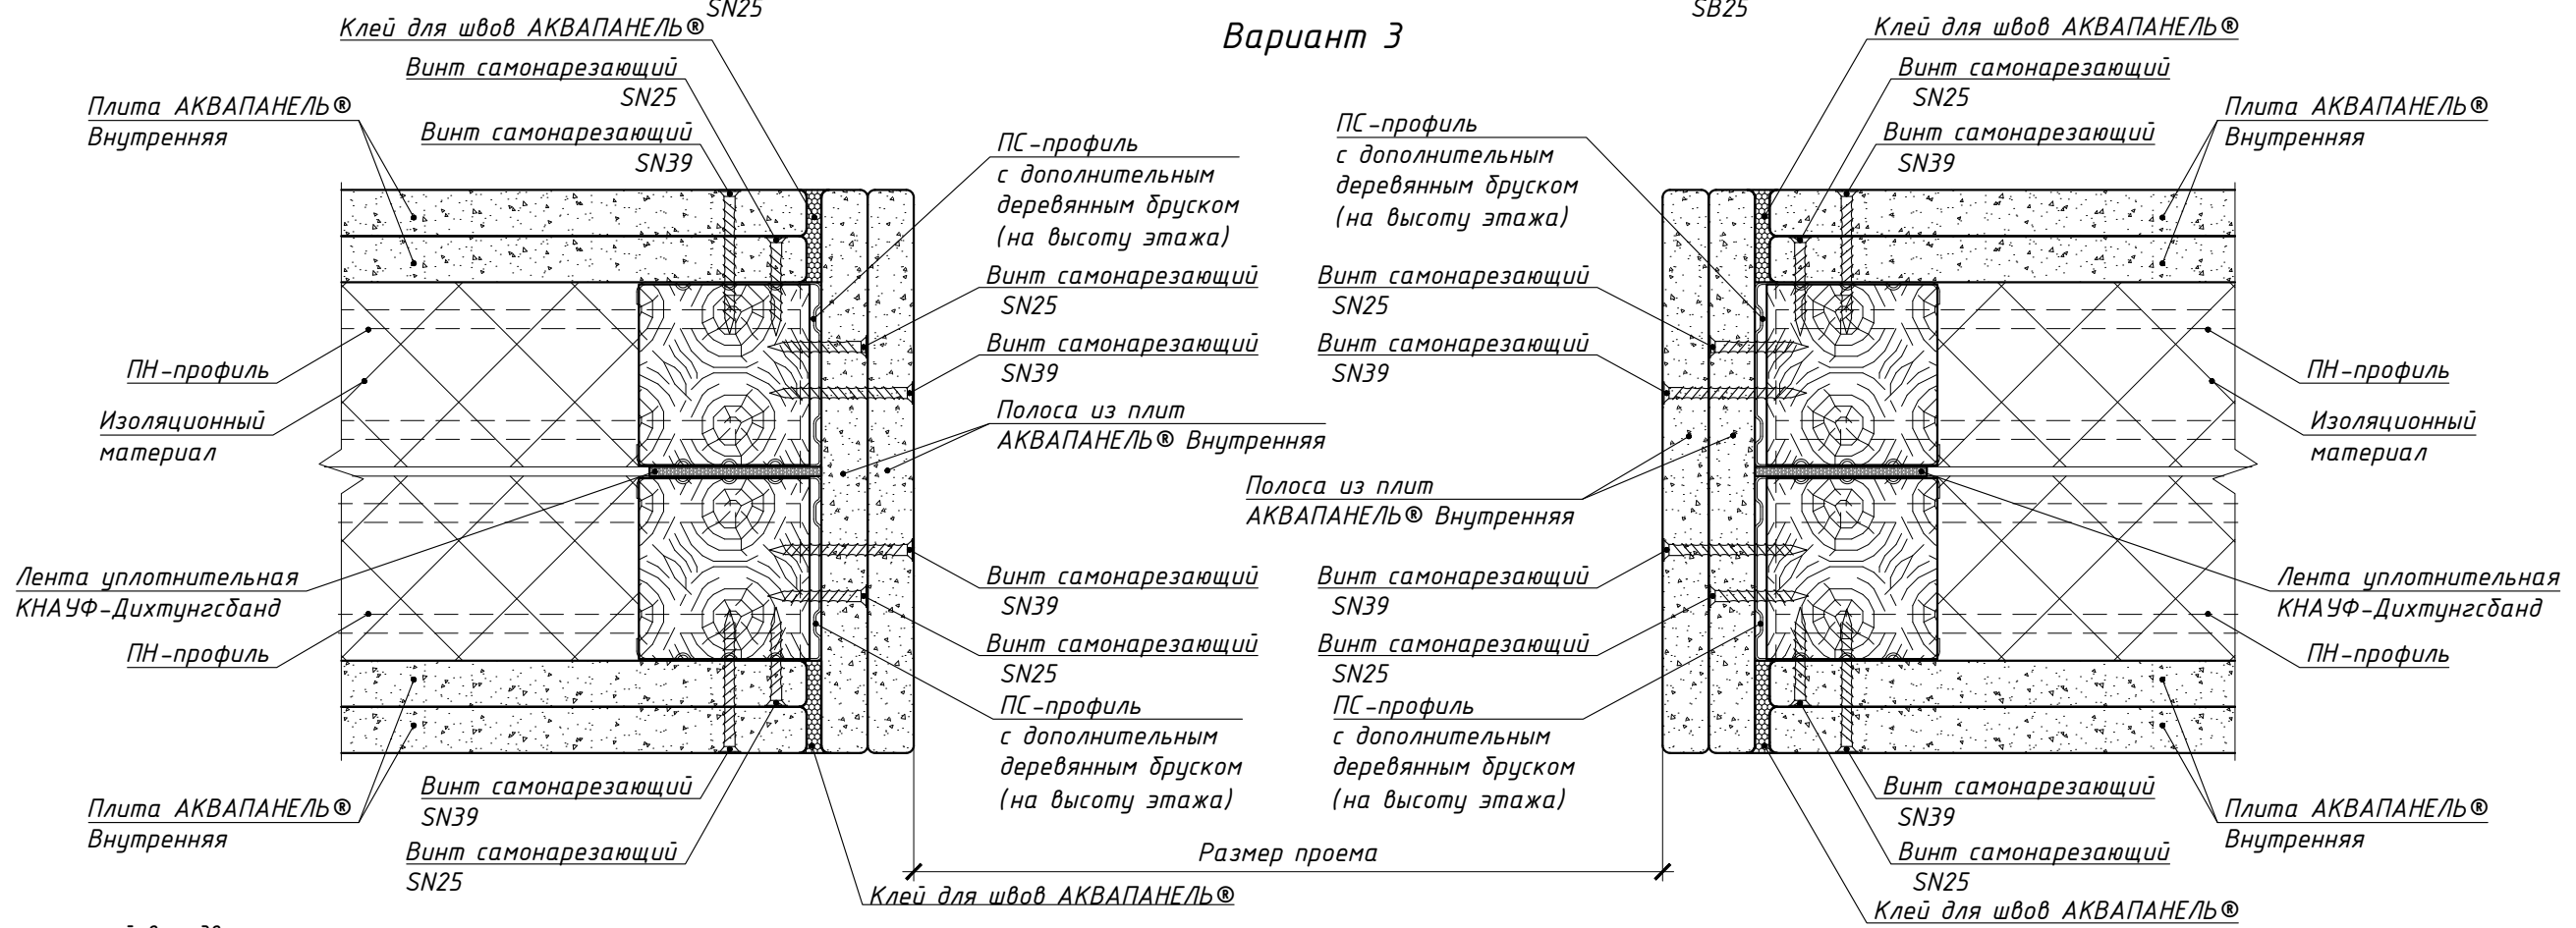 SN25
SB25
Вариант 3
Клей для швов АКВАПАНЕЛЬ®
Винт самонарезающий
SN25
Винт самонарезающий
SN39
Плита АКВАПАНЕЛЬ®
Внутренняя
ПН-профиль
Изоляционный
материал
Лента уплотнительная
КНАУФ-Дихтунгсбанд
ПН-профиль
Плита АКВАПАНЕЛЬ®
Внутренняя
Винт самонарезающий
SN39
Винт самонарезающий
SN25
ПС-профиль
с дополнительным
деревянным бруском
(на высоту этажа)
Винт самонарезающий
SN25
Винт самонарезающий
SN39
Полоса из плит
АКВАПАНЕЛЬ® Внутренняя
Винт самонарезающий
SN39
Винт самонарезающий
SN25
ПС-профиль
с дополнительным
деревянным бруском
(на высоту этажа)
Клей для швов АКВАПАНЕЛЬ®
Размер проема
ПС-профиль
с дополнительным
деревянным бруском
(на высоту этажа)
Винт самонарезающий
SN25
Винт самонарезающий
SN39
Полоса из плит
АКВАПАНЕЛЬ® Внутренняя
Винт самонарезающий
SN39
Винт самонарезающий
SN25
ПС-профиль
с дополнительным
деревянным бруском
(на высоту этажа)
Клей для швов АКВАПАНЕЛЬ®
Винт самонарезающий
SN25
Винт самонарезающий
SN39
Плита АКВАПАНЕЛЬ®
Внутренняя
ПН-профиль
Изоляционный
материал
Лента уплотнительная
КНАУФ-Дихтунгсбанд
ПН-профиль
Плита АКВАПАНЕЛЬ®
Внутренняя
Винт самонарезающий
SN39
Винт самонарезающий
SN25
Клей для швов АКВАПАНЕЛЬ®